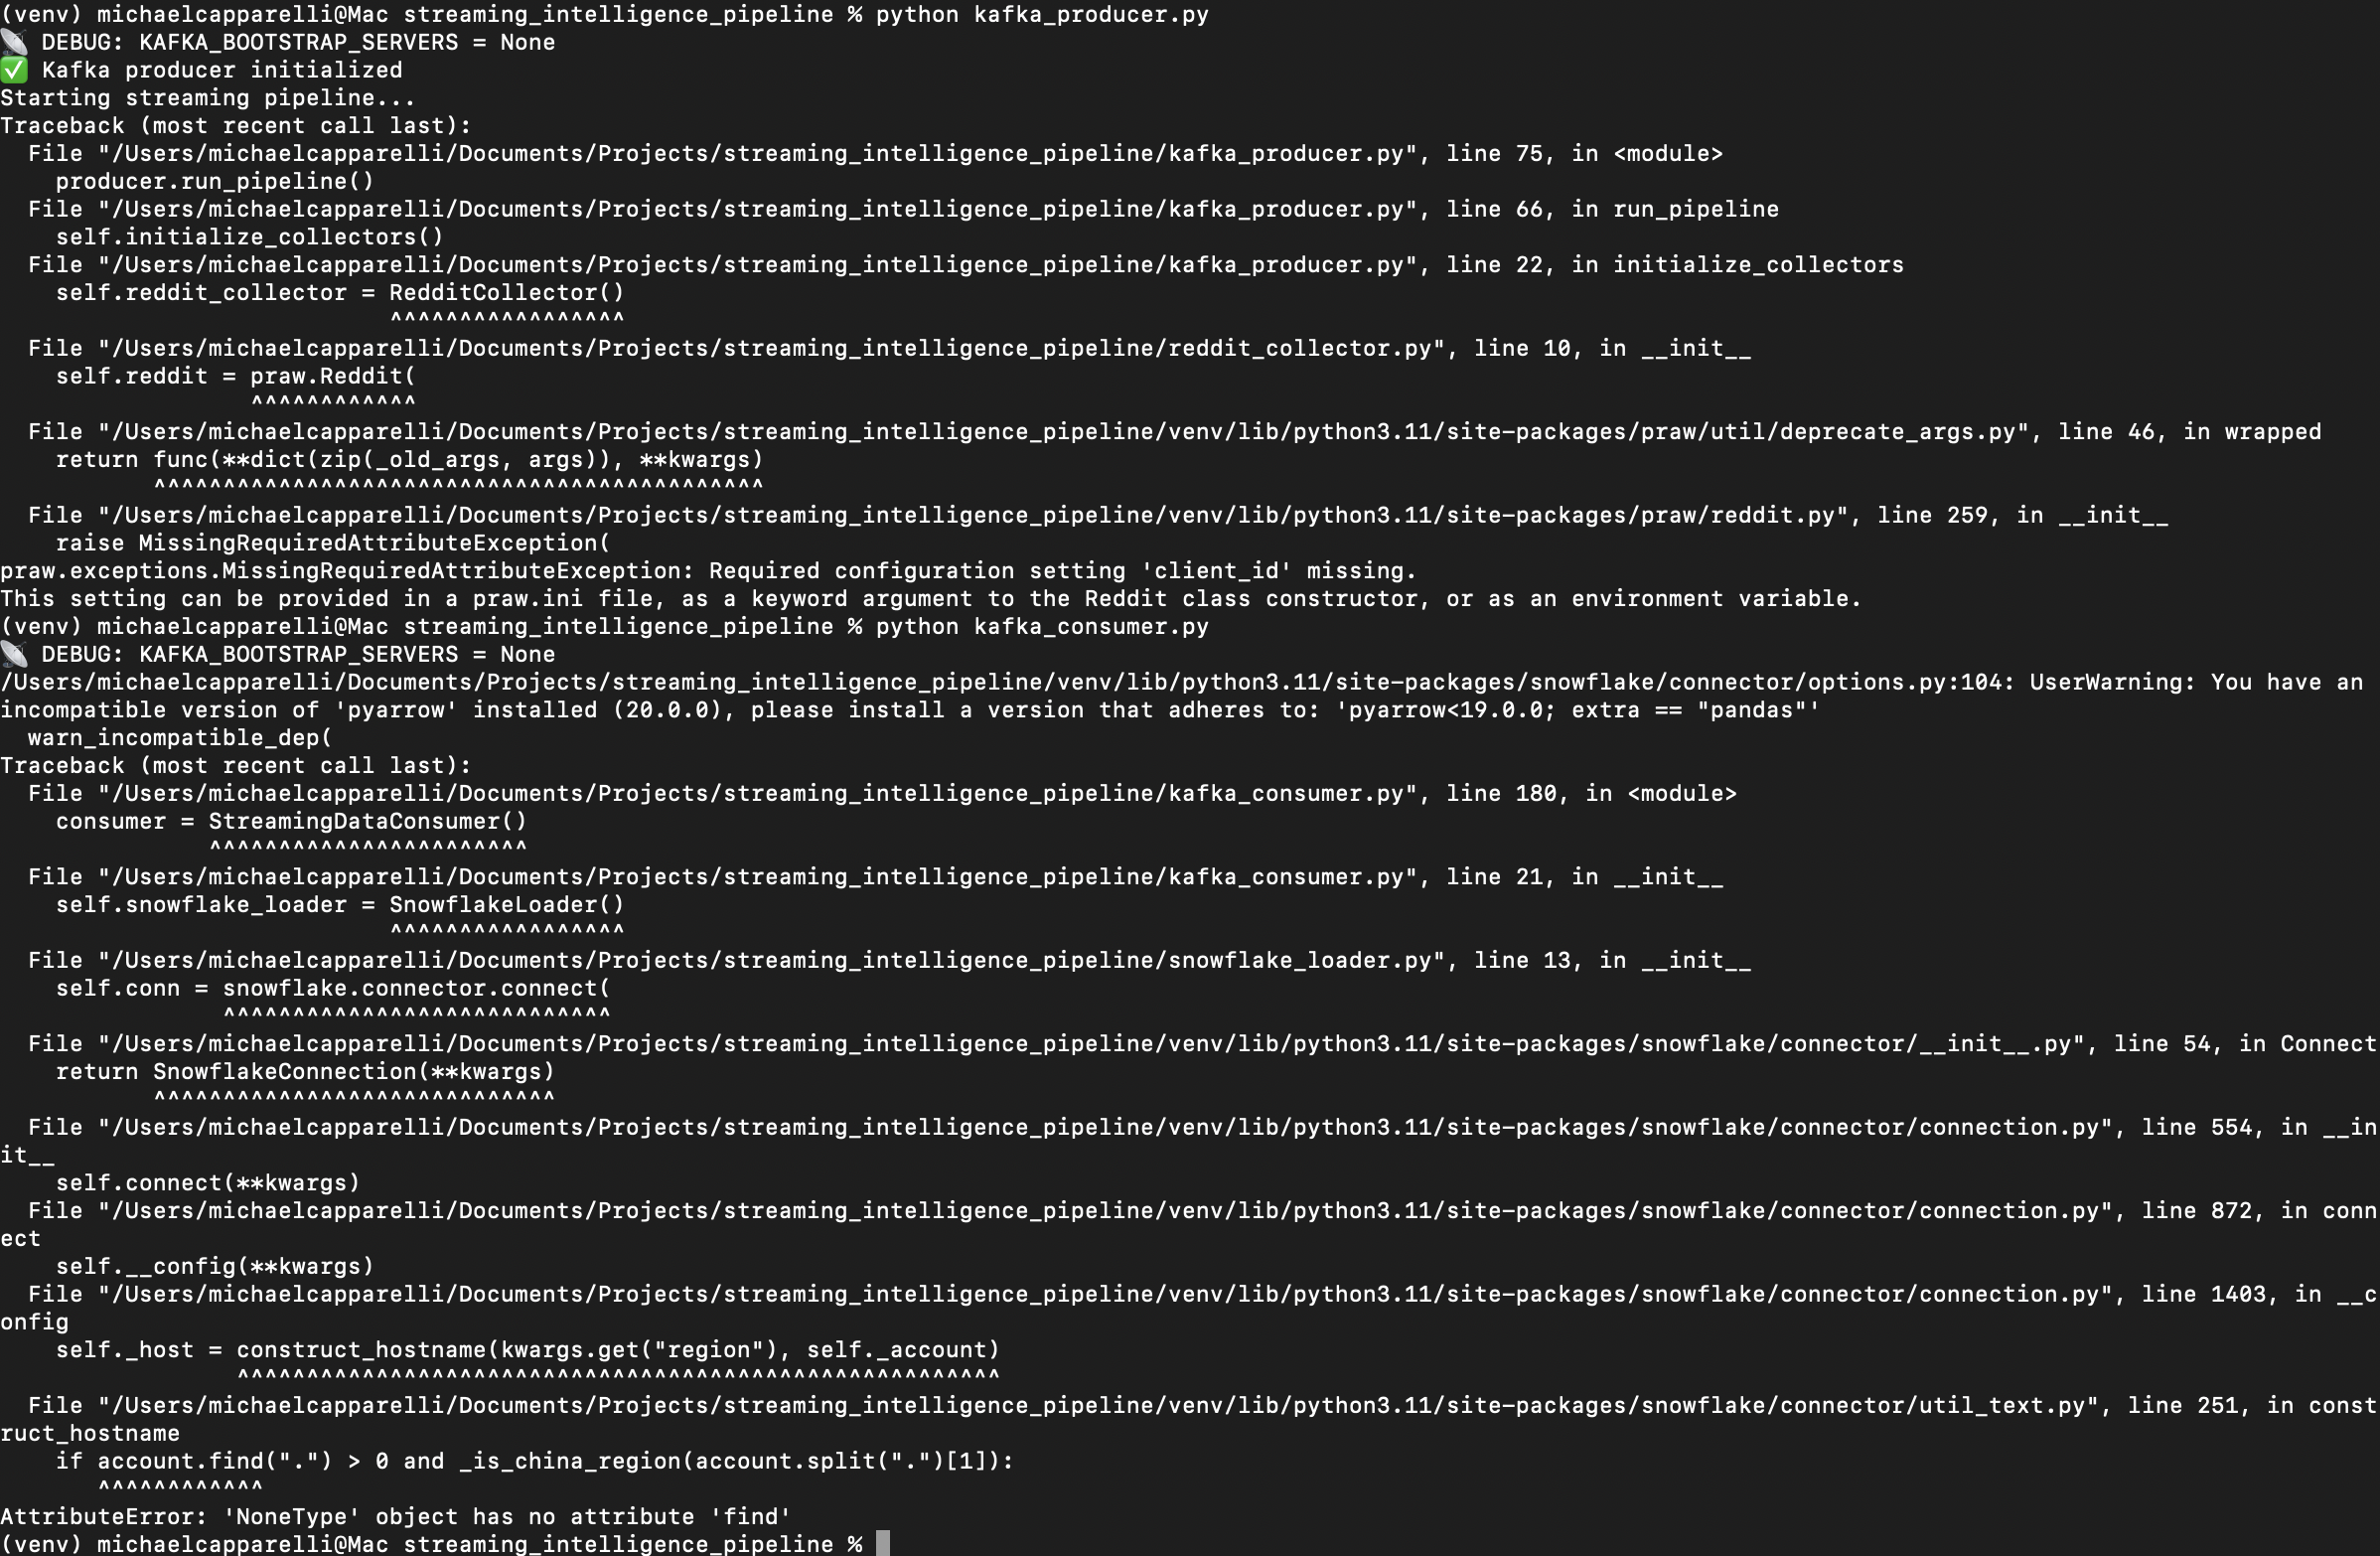 (venv) michaelcapparelli@Mac streaming_intelligence_pipeline % python kafka_producer.py
📡 DEBUG: KAFKA_BOOTSTRAP_SERVERS = None
✅ Kafka producer initialized
Starting streaming pipeline...
Traceback (most recent call last):
  File "/Users/michaelcapparelli/Documents/Projects/streaming_intelligence_pipeline/kafka_producer.py", line 75, in <module>
    producer.run_pipeline()
  File "/Users/michaelcapparelli/Documents/Projects/streaming_intelligence_pipeline/kafka_producer.py", line 66, in run_pipeline
    self.initialize_collectors()
  File "/Users/michaelcapparelli/Documents/Projects/streaming_intelligence_pipeline/kafka_producer.py", line 22, in initialize_collectors
    self.reddit_collector = RedditCollector()
                            ^^^^^^^^^^^^^^^^^
  File "/Users/michaelcapparelli/Documents/Projects/streaming_intelligence_pipeline/reddit_collector.py", line 10, in __init__
    self.reddit = praw.Reddit(
                  ^^^^^^^^^^^^
  File "/Users/michaelcapparelli/Documents/Projects/streaming_intelligence_pipeline/venv/lib/python3.11/site-packages/praw/util/deprecate_args.py", line 46, in wrapped
    return func(**dict(zip(_old_args, args)), **kwargs)
           ^^^^^^^^^^^^^^^^^^^^^^^^^^^^^^^^^^^^^^^^^^^^
  File "/Users/michaelcapparelli/Documents/Projects/streaming_intelligence_pipeline/venv/lib/python3.11/site-packages/praw/reddit.py", line 259, in __init__
    raise MissingRequiredAttributeException(
praw.exceptions.MissingRequiredAttributeException: Required configuration setting 'client_id' missing.
This setting can be provided in a praw.ini file, as a keyword argument to the Reddit class constructor, or as an environment variable.
(venv) michaelcapparelli@Mac streaming_intelligence_pipeline % python kafka_consumer.py
📡 DEBUG: KAFKA_BOOTSTRAP_SERVERS = None
/Users/michaelcapparelli/Documents/Projects/streaming_intelligence_pipeline/venv/lib/python3.11/site-packages/snowflake/connector/options.py:104: UserWarning: You have an
incompatible version of 'pyarrow' installed (20.0.0), please install a version that adheres to: 'pyarrow<19.0.0; extra == "pandas"'
  warn_incompatible_dep(
Traceback (most recent call last):
  File "/Users/michaelcapparelli/Documents/Projects/streaming_intelligence_pipeline/kafka_consumer.py", line 180, in <module>
    consumer = StreamingDataConsumer()
               ^^^^^^^^^^^^^^^^^^^^^^^
  File "/Users/michaelcapparelli/Documents/Projects/streaming_intelligence_pipeline/kafka_consumer.py", line 21, in __init__
    self.snowflake_loader = SnowflakeLoader()
                            ^^^^^^^^^^^^^^^^^
  File "/Users/michaelcapparelli/Documents/Projects/streaming_intelligence_pipeline/snowflake_loader.py", line 13, in __init__
    self.conn = snowflake.connector.connect(
                ^^^^^^^^^^^^^^^^^^^^^^^^^^^^
  File "/Users/michaelcapparelli/Documents/Projects/streaming_intelligence_pipeline/venv/lib/python3.11/site-packages/snowflake/connector/__init__.py", line 54, in Connect
    return SnowflakeConnection(**kwargs)
           ^^^^^^^^^^^^^^^^^^^^^^^^^^^^^
  File "/Users/michaelcapparelli/Documents/Projects/streaming_intelligence_pipeline/venv/lib/python3.11/site-packages/snowflake/connector/connection.py", line 554, in __in
it__
    self.connect(**kwargs)
  File "/Users/michaelcapparelli/Documents/Projects/streaming_intelligence_pipeline/venv/lib/python3.11/site-packages/snowflake/connector/connection.py", line 872, in conn
ect
    self.__config(**kwargs)
  File "/Users/michaelcapparelli/Documents/Projects/streaming_intelligence_pipeline/venv/lib/python3.11/site-packages/snowflake/connector/connection.py", line 1403, in __c
onfig
    self._host = construct_hostname(kwargs.get("region"), self._account)
                 ^^^^^^^^^^^^^^^^^^^^^^^^^^^^^^^^^^^^^^^^^^^^^^^^^^^^^^^
  File "/Users/michaelcapparelli/Documents/Projects/streaming_intelligence_pipeline/venv/lib/python3.11/site-packages/snowflake/connector/util_text.py", line 251, in const
ruct_hostname
    if account.find(".") > 0 and _is_china_region(account.split(".")[1]):
       ^^^^^^^^^^^^
AttributeError: 'NoneType' object has no attribute 'find'
(venv) michaelcapparelli@Mac streaming_intelligence_pipeline %